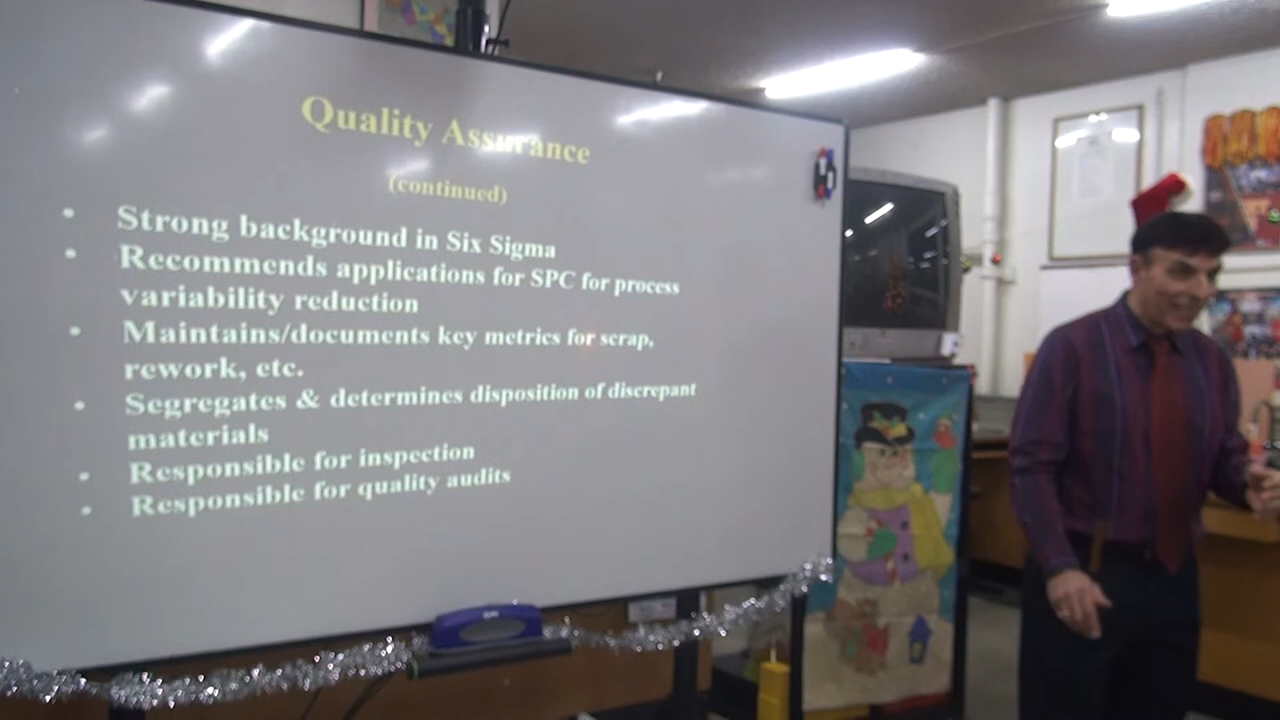 Quality Assurance
(continued)
• Strong background in Six Sigma
• Recommends applications for SPC for process
variability reduction
• Maintains/documents key metrics for scrap,
rework, etc.
• Segregates & determines disposition of discrepant
materials
• Responsible for inspection
• Responsible for quality audits